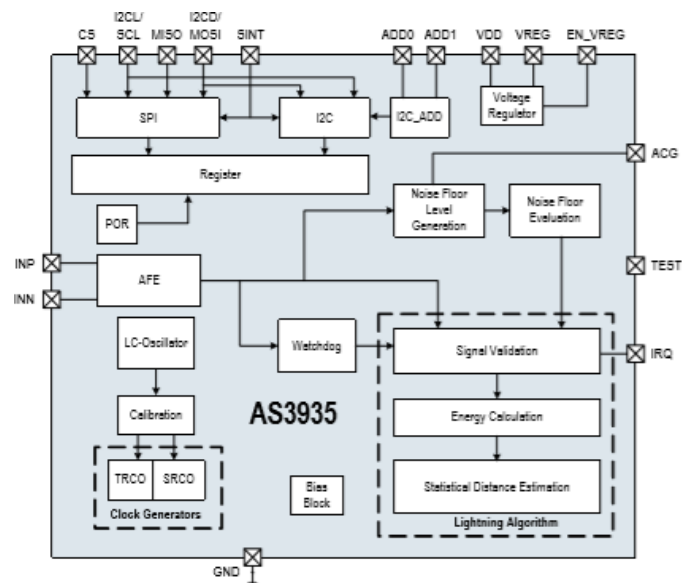 I2CL/ I2CD/
CS SCL MISO MOSI SINT ADD0 ADD1 VDD VREG EN_VREG
SPI
I2C
I2C_ADD
Voltage
Regulator
ACG
Register
Noise Floor
Level
Generation
Noise Floor
Evaluation
POR
INP
INN
AFE
TEST
LC-Oscillator
Watchdog
Signal Validation
IRQ
Calibration
AS3935
Energy Calculation
TRCO SRCO
Clock Generators
Bias
Block
Statistical Distance Estimation
Lightning Algorithm
GND